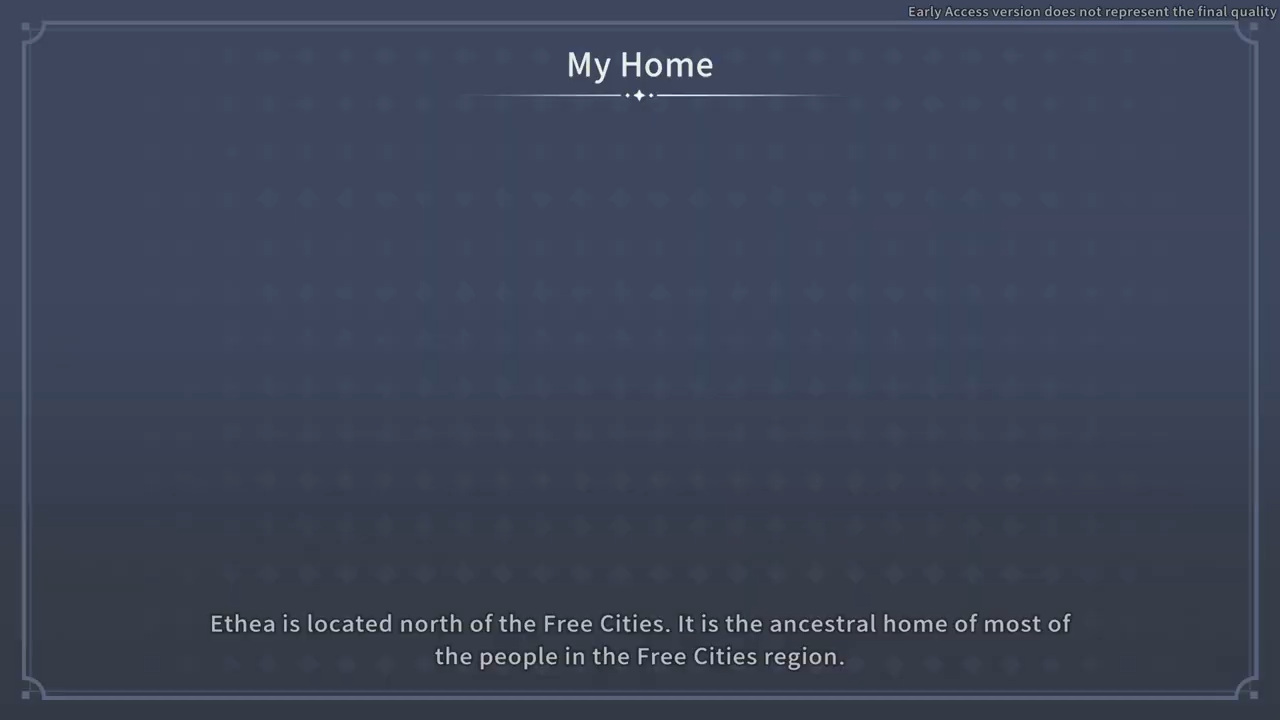 Early Access version does not represent the final quality
My Home
Ethea is located north of the Free Cities. It is the ancestral home of most of
the people in the Free Cities region.